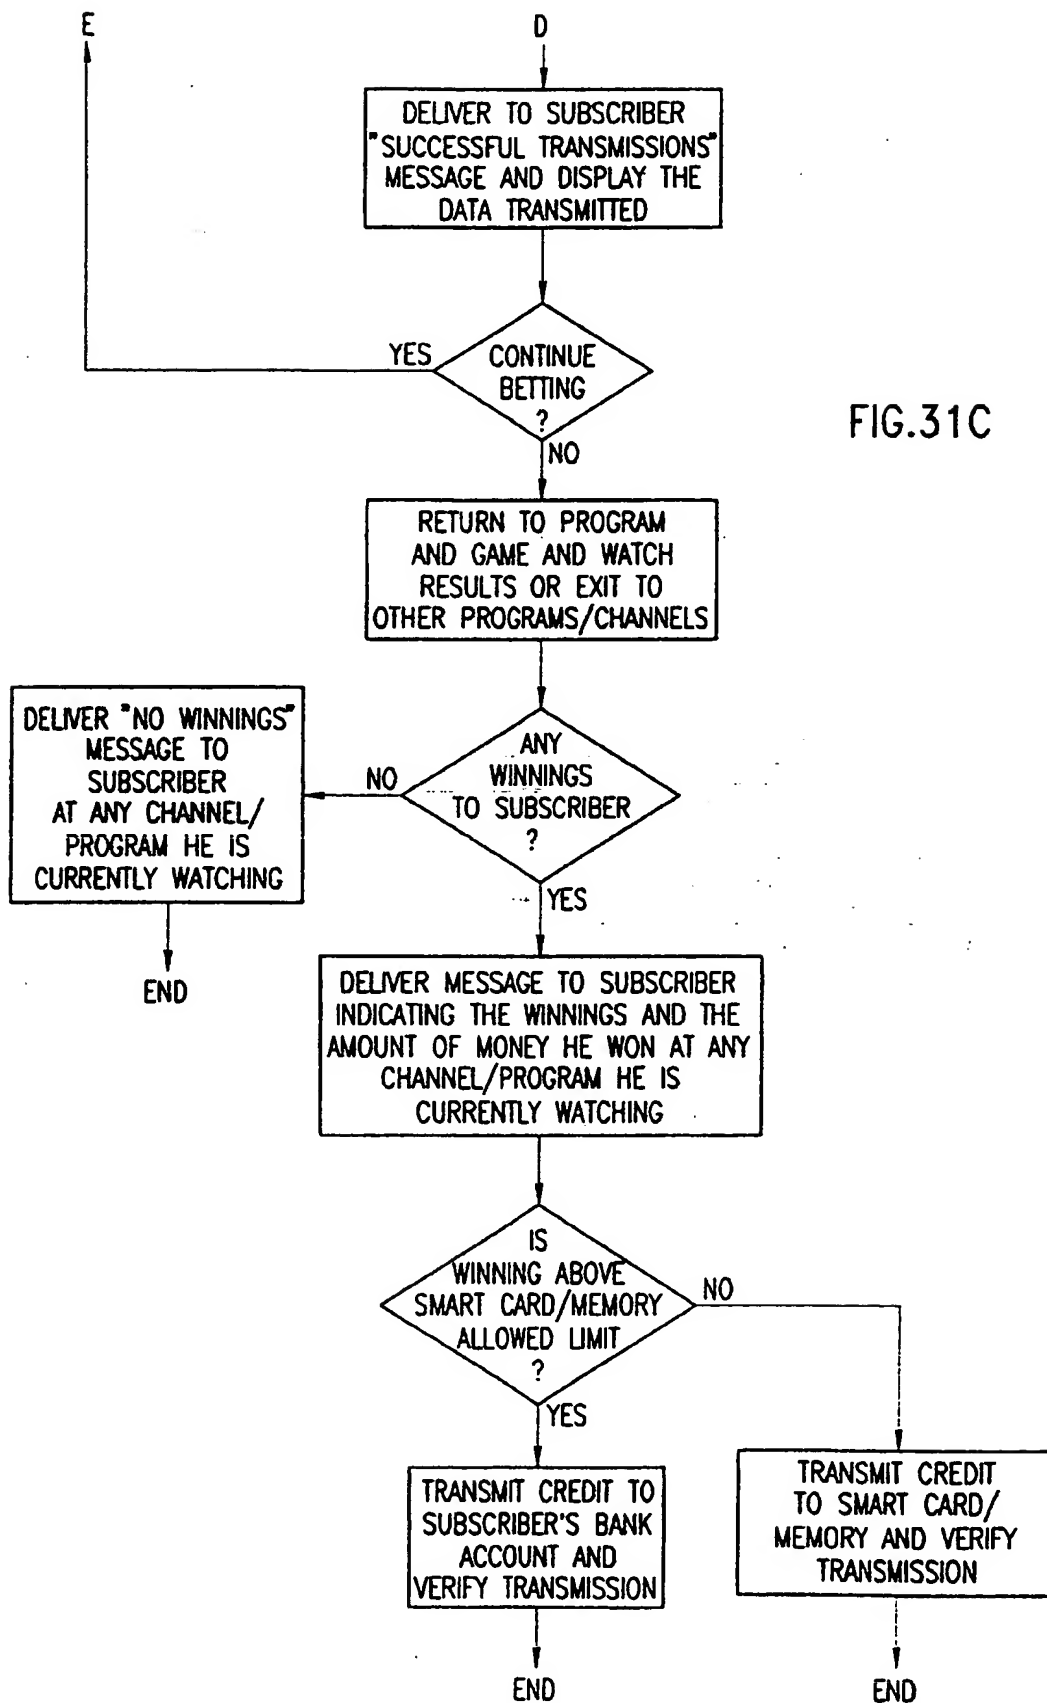 E
D
DELIVER TO SUBSCRIBER
"SUCCESSFUL TRANSMISSIONS"
MESSAGE AND DISPLAY THE
DATA TRANSMITTED
YES
CONTINUE
BETTING
?
FIG.31C
NO
RETURN TO PROGRAM
AND GAME AND WATCH
RESULTS OR EXIT TO
OTHER PROGRAMS/CHANNELS
DELIVER "NO WINNINGS"
MESSAGE TO
SUBSCRIBER
AT ANY CHANNEL/
PROGRAM HE IS
CURRENTLY WATCHING
NO
ANY
WINNINGS
TO SUBSCRIBER
?
YES
END
DELIVER MESSAGE TO SUBSCRIBER
INDICATING THE WINNINGS AND THE
AMOUNT OF MONEY HE WON AT ANY
CHANNEL/PROGRAM HE IS
CURRENTLY WATCHING
IS
WINNING ABOVE
SMART CARD/MEMORY
ALLOWED LIMIT
?
NO
YES
TRANSMIT CREDIT TO
SUBSCRIBER'S BANK
ACCOUNT AND
VERIFY TRANSMISSION
TRANSMIT CREDIT
TO SMART CARD/
MEMORY AND VERIFY
TRANSMISSION
END
END